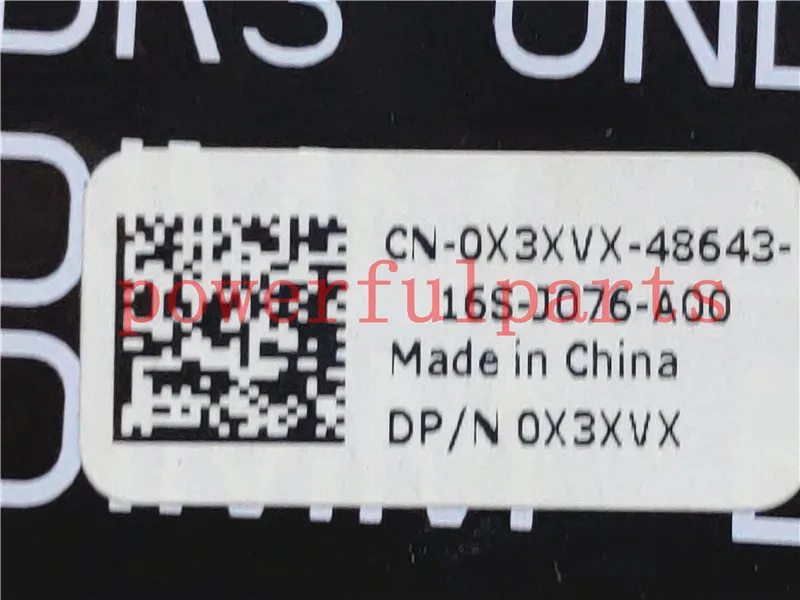 CN-0X3XVX-48643-
16S-J076-A00
powerfulparts
Made in China
DP/N 0X3XVX